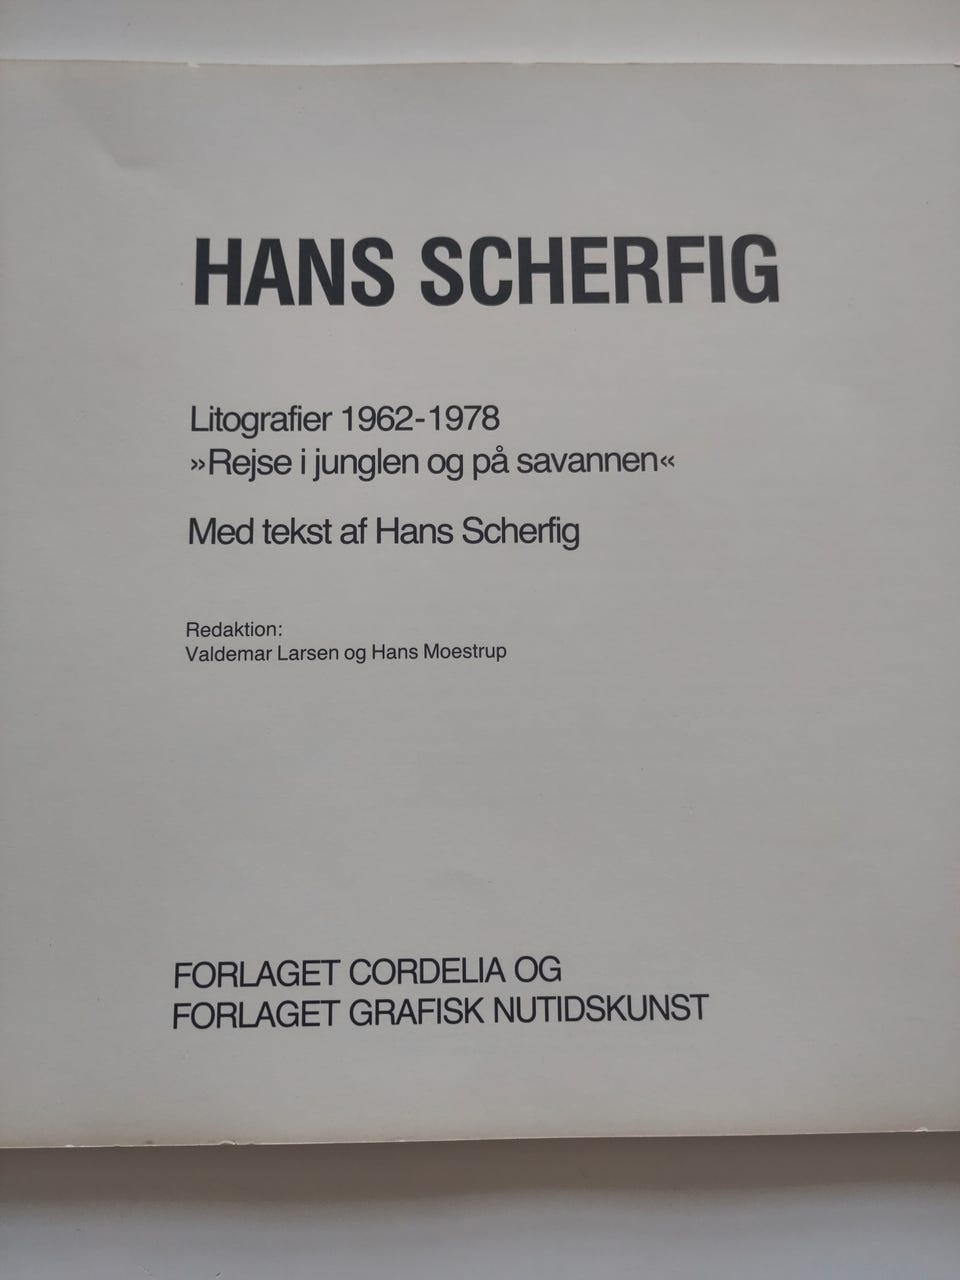 HANS SCHERFIG
Litografier 1962-1978
»Rejse i junglen og på savannen«
Med tekst af Hans Scherfig
Redaktion:
Valdemar Larsen og Hans Moestrup
FORLAGET CORDELIA OG
FORLAGET GRAFISK NUTIDSKUNST